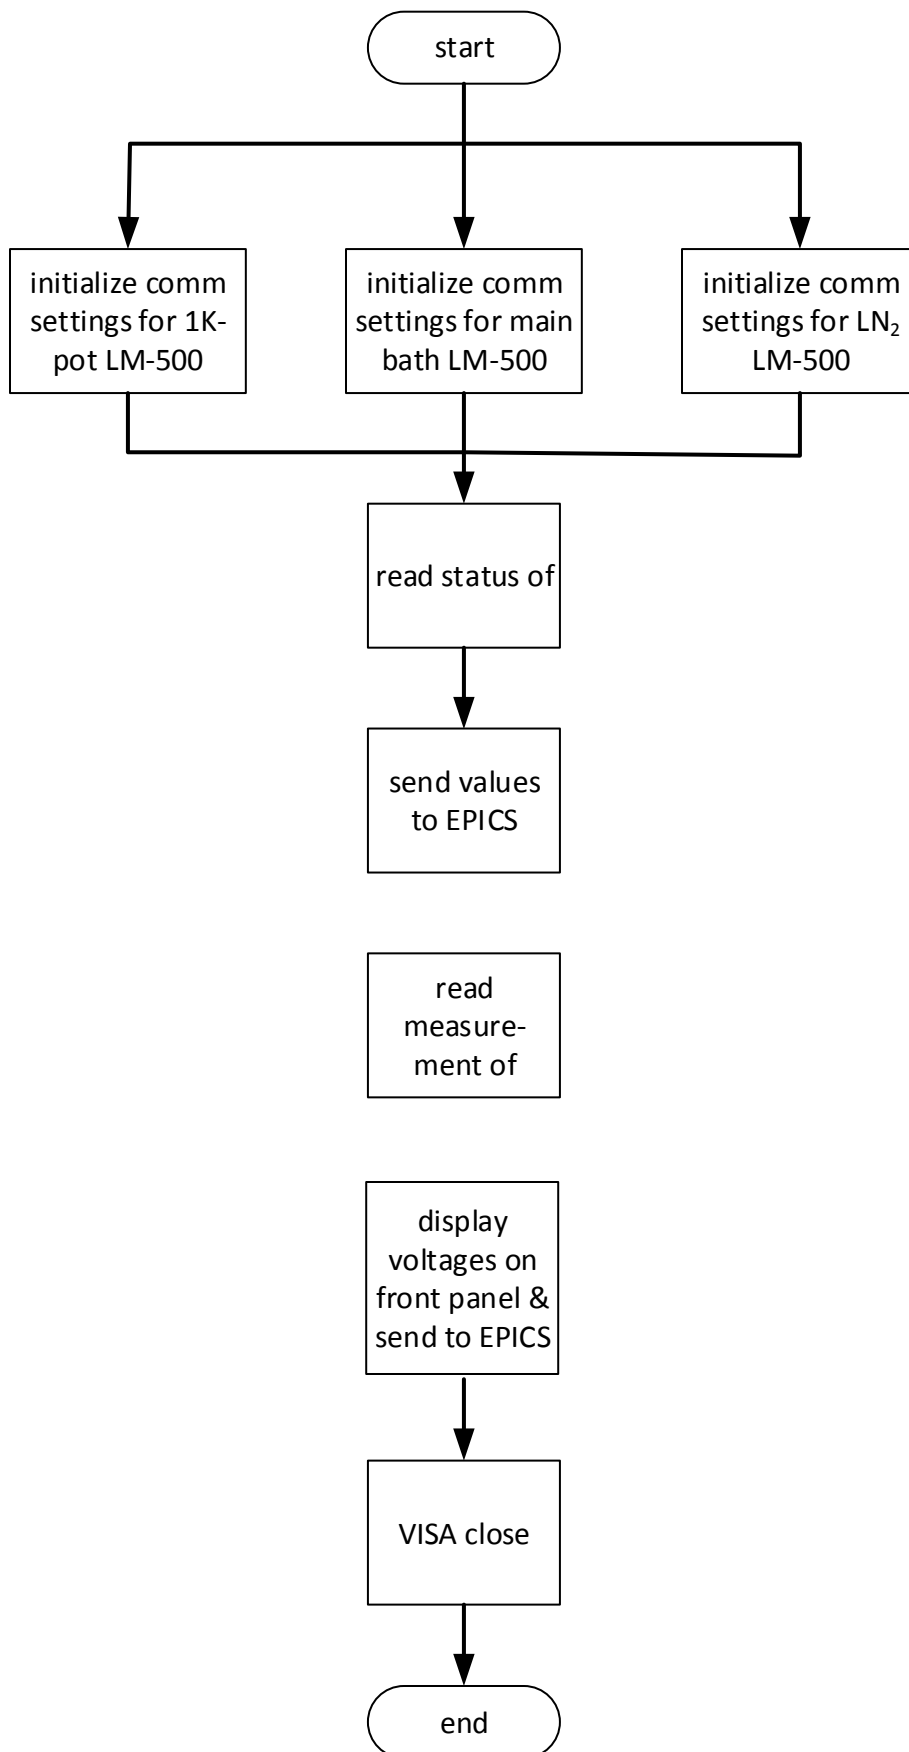 start
initialize comm
settings for 1K-
pot LM-500
initialize comm
settings for main
bath LM-500
initialize comm
settings for LN₂
LM-500
read status of
send values
to EPICS
read
measure-
ment of
display
voltages on
front panel &
send to EPICS
VISA close
end